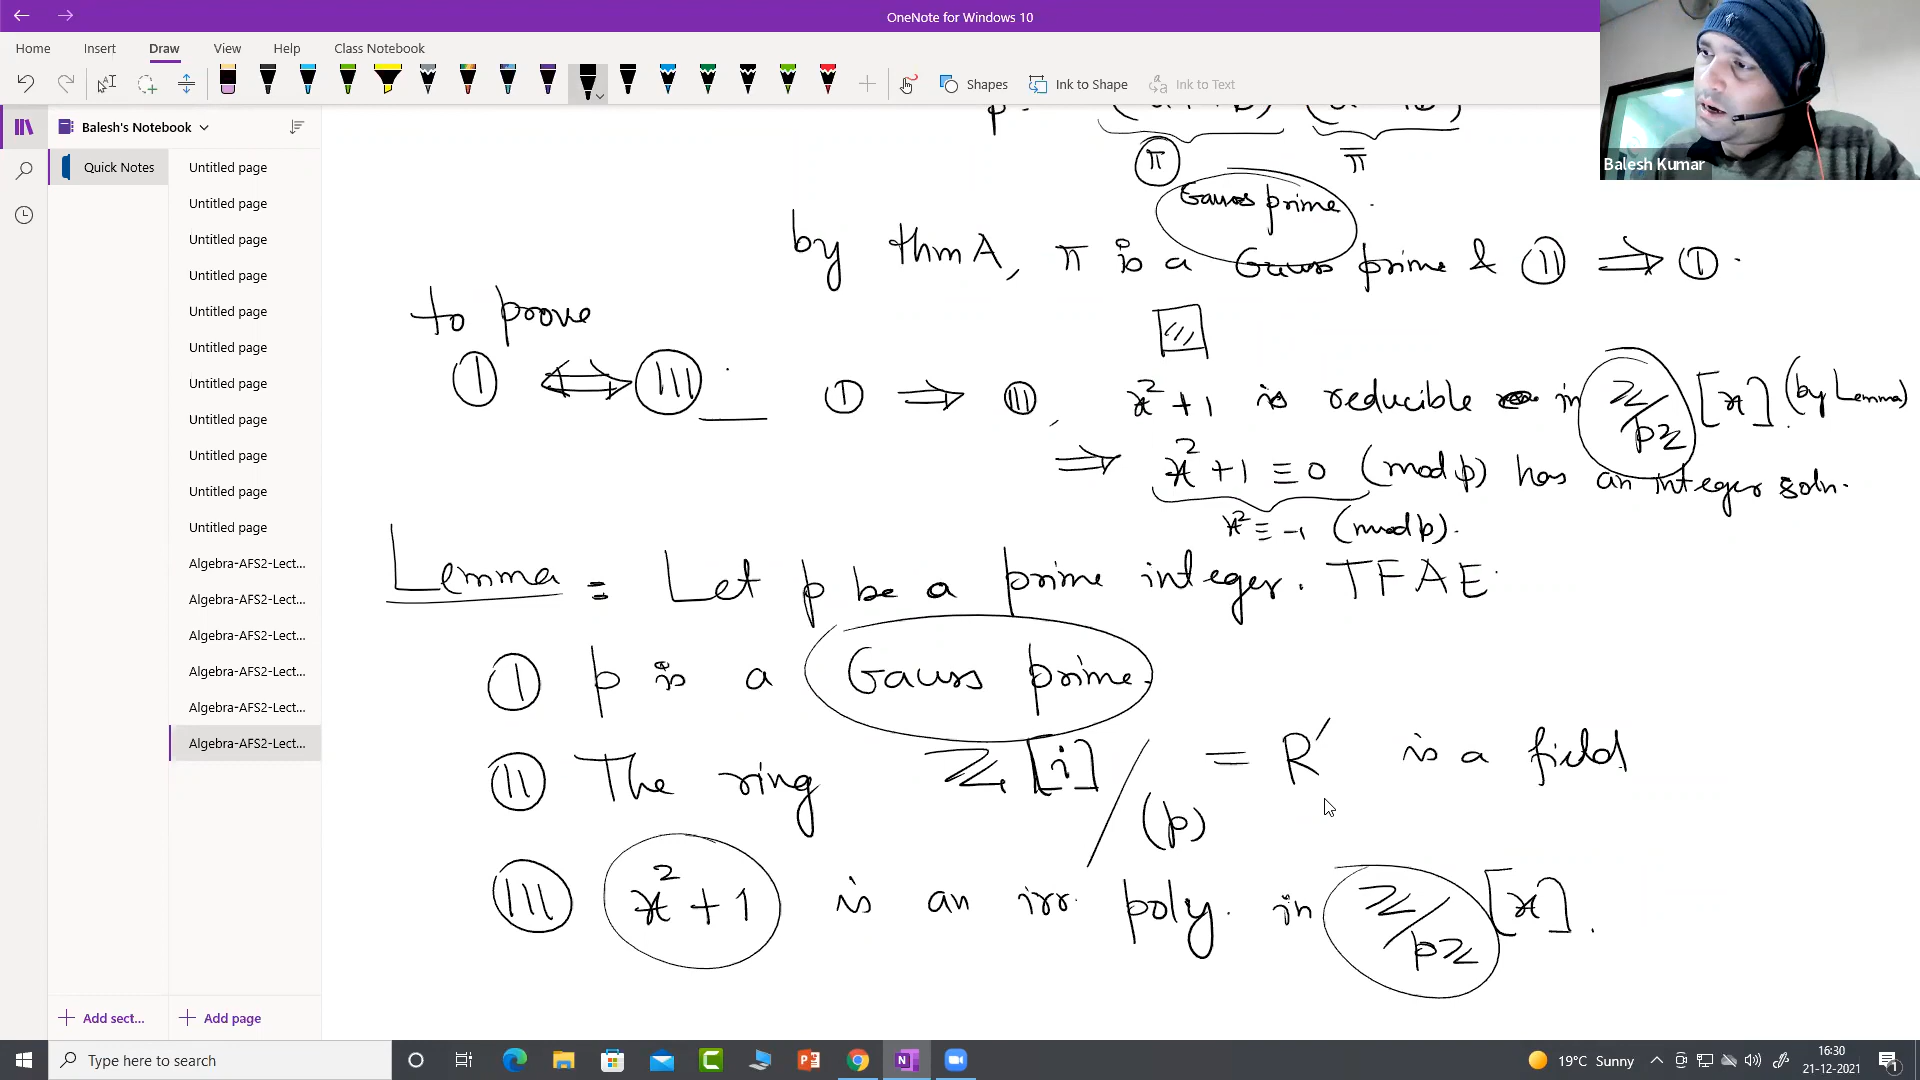 OneNote for Windows 10
Home Insert Draw View Help Class Notebook
Shapes Ink to Shape Ink to Text
Balesh's Notebook
Quick Notes
Untitled page
Untitled page
Untitled page
Untitled page
Untitled page
Untitled page
Untitled page
Untitled page
Untitled page
Untitled page
Untitled page
Algebra-AFS2-Lect...
Algebra-AFS2-Lect...
Algebra-AFS2-Lect...
Algebra-AFS2-Lect...
Algebra-AFS2-Lect...
Algebra-AFS2-Lect...
Add sect...
Add page
Balesh Kumar
π π̅
Gauss prime
by thm A, π is a Gauss prime & II ⇒ I.
to prove
I ⇔ III
I ⇒ III, x²+1 is reducible in ℤ/pℤ [x] (by Lemma)
⇒ x²+1 ≡ 0 (mod p) has an integer soln.
x² ≡ -1 (mod p).
Lemma = Let p be a prime integer. TFAE.
I p is a Gauss prime.
II The ring ℤ[i]/(p) = R' is a field
III x²+1 is an irr. poly. in ℤ/pℤ [x].
Type here to search
19°C Sunny
16:30
21-12-2021